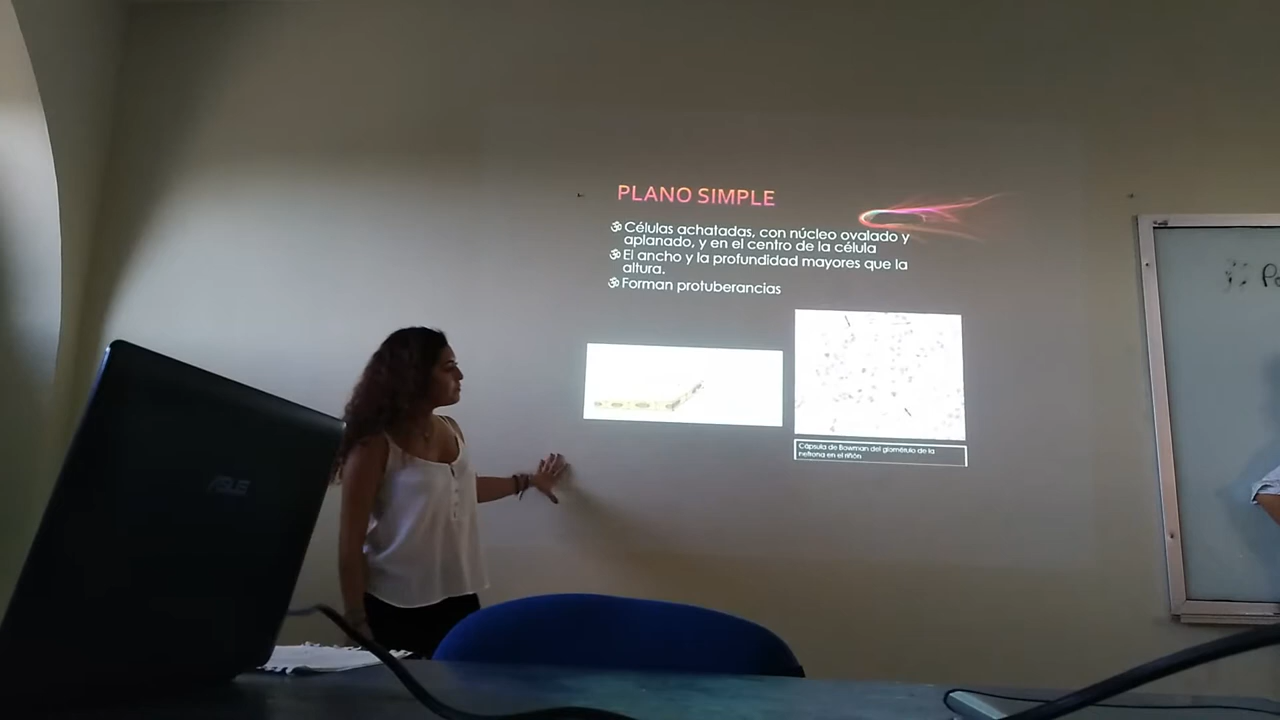 PLANO SIMPLE
Células achatadas, con núcleo ovalado y
aplanado, y en el centro de la célula
El ancho y la profundidad mayores que la
altura.
Forman protuberancias
Cápsula de Bowman del glomérulo de la
nefrona en el riñón
ASUS